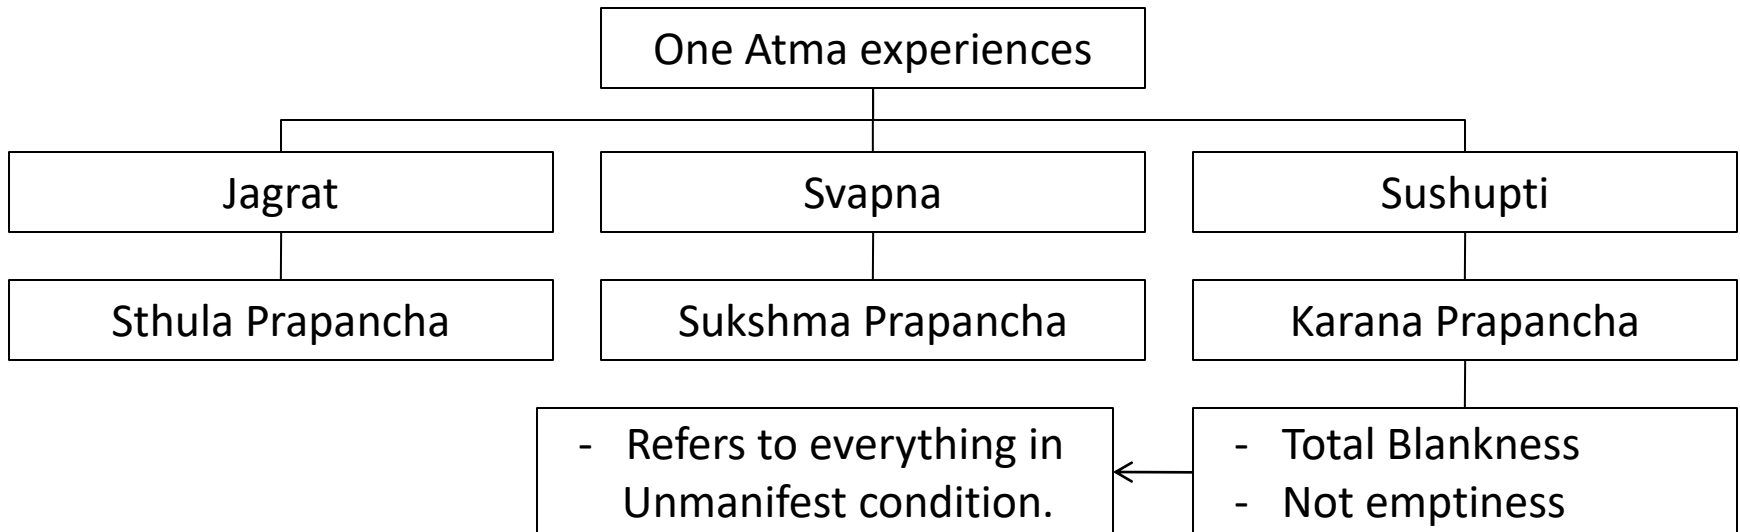 One Atma experiences
Jagrat
Svapna
Sushupti
Sthula Prapancha
Sukshma Prapancha
Karana Prapancha
- Refers to everything in
Unmanifest condition.
- Total Blankness
- Not emptiness